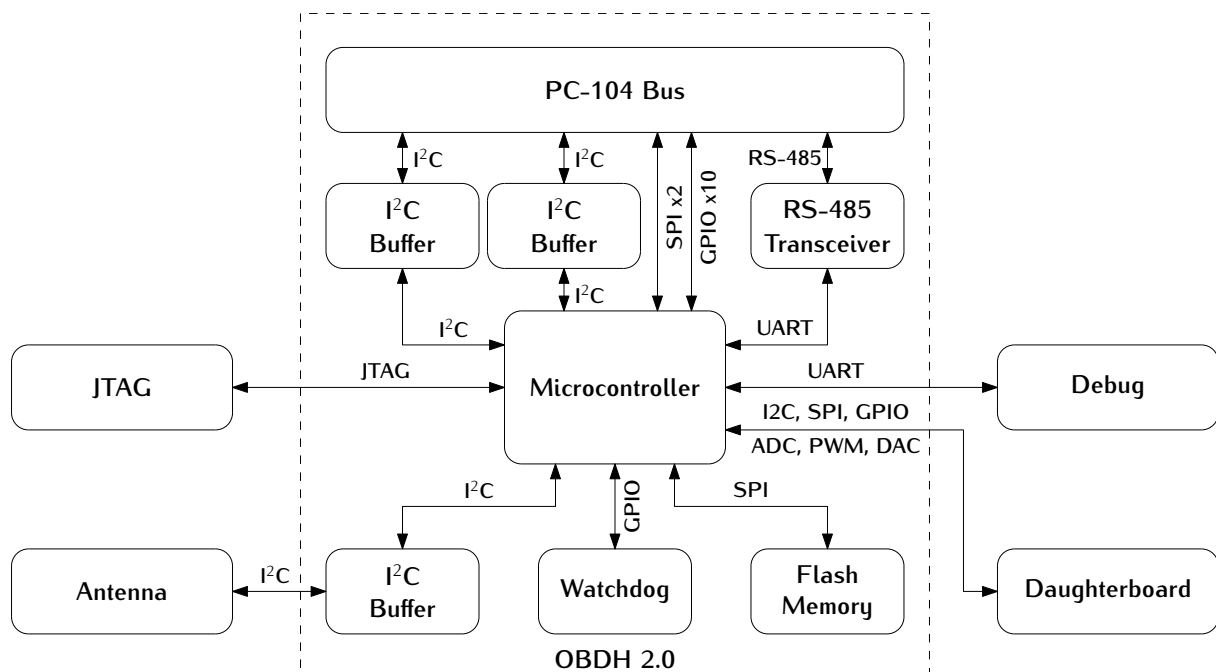 PC-104 Bus
I²C
I²C
RS-485
I²C
Buffer
I²C
Buffer
SPI x2
GPIO x10
RS-485
Transceiver
I²C
I²C
UART
JTAG
JTAG
Microcontroller
UART
Debug
I2C, SPI, GPIO
ADC, PWM, DAC
I²C
GPIO
SPI
Antenna
I²C
I²C
Buffer
Watchdog
Flash
Memory
Daughterboard
OBDH 2.0